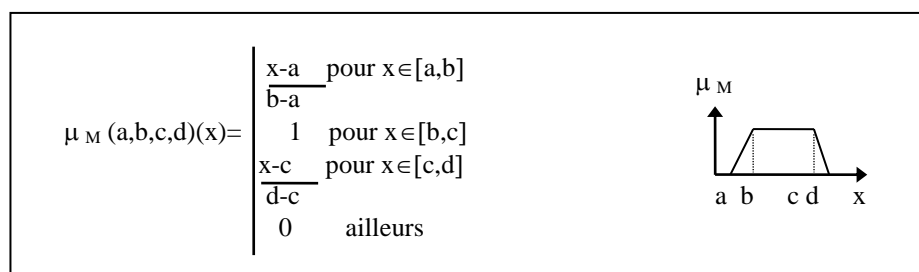 x-a pour x∈[a,b]
b-a
μ M (a,b,c,d)(x)= 1 pour x∈[b,c]
x-c pour x∈[c,d]
d-c
0 ailleurs
μ M
a b c d x